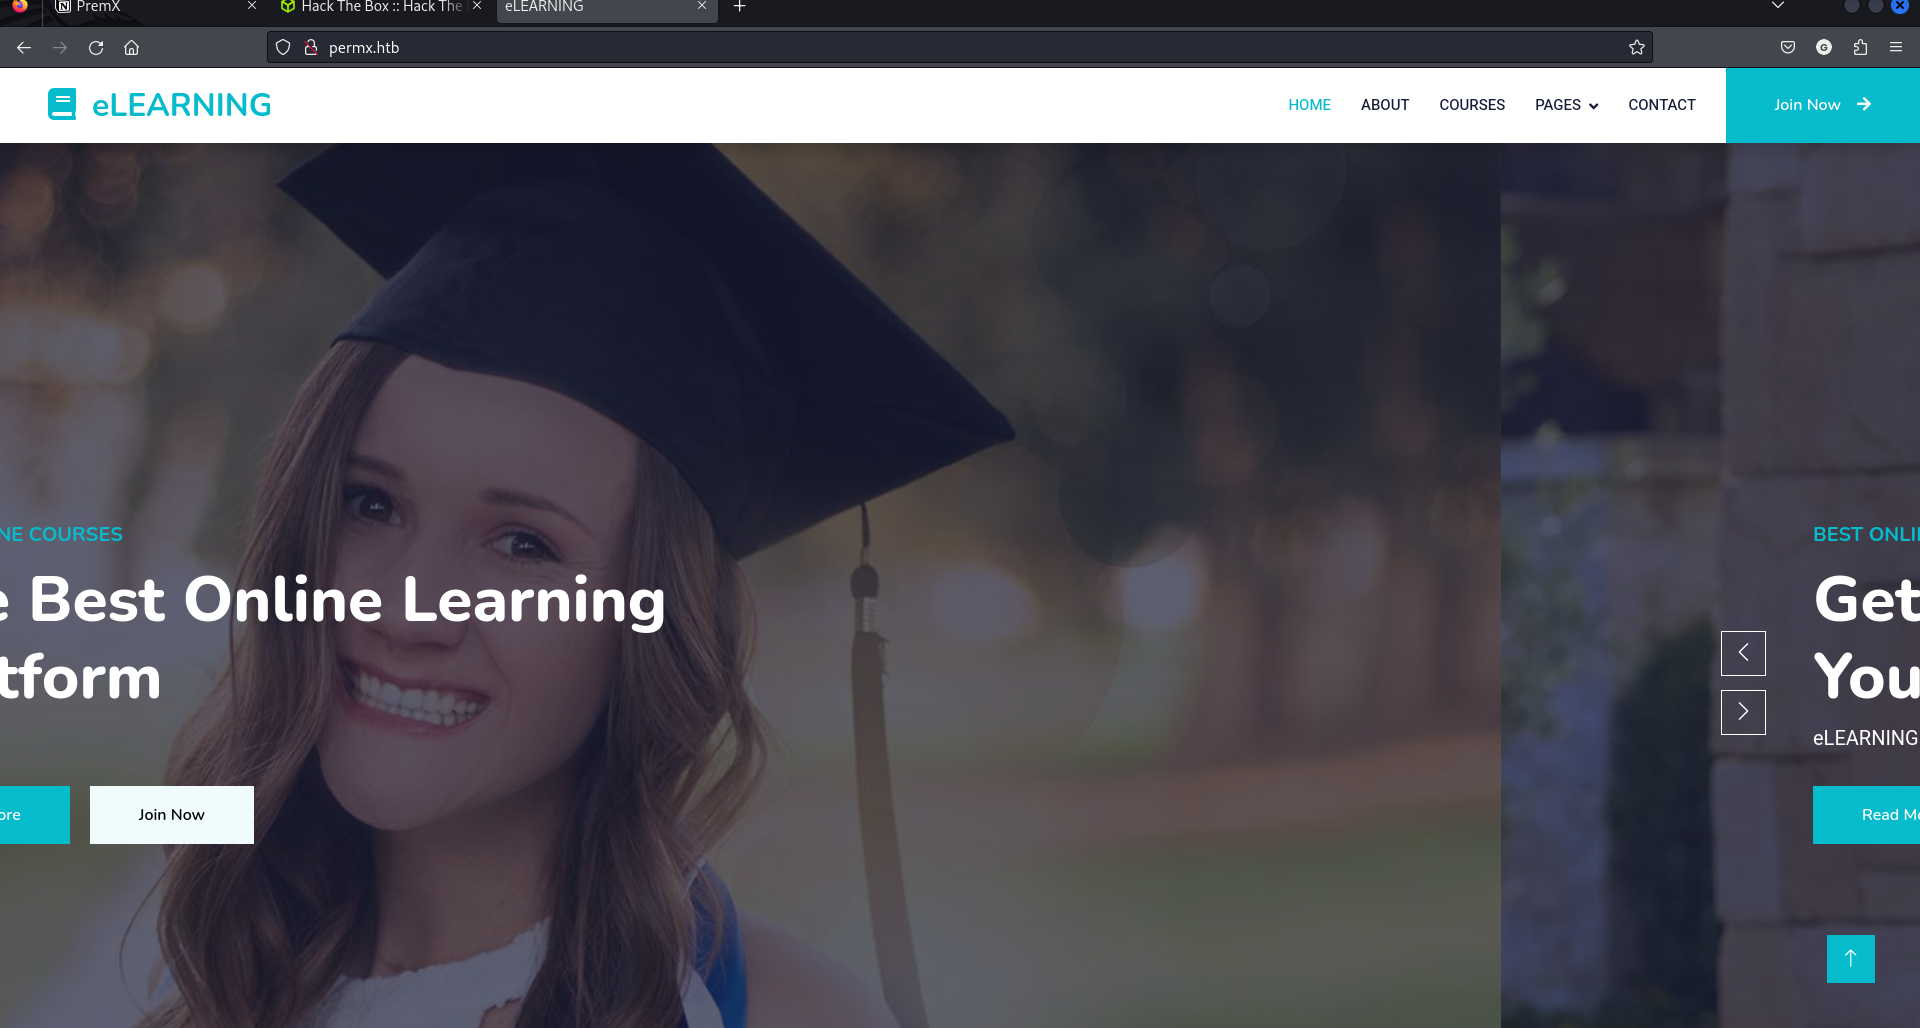 PremX
Hack The Box :: Hack The
eLEARNING
permx.htb
eLEARNING
HOME ABOUT COURSES PAGES CONTACT Join Now
NE COURSES
e Best Online Learning
tform
ore Join Now
BEST ONLI
Get
You
eLEARNING
Read Mo